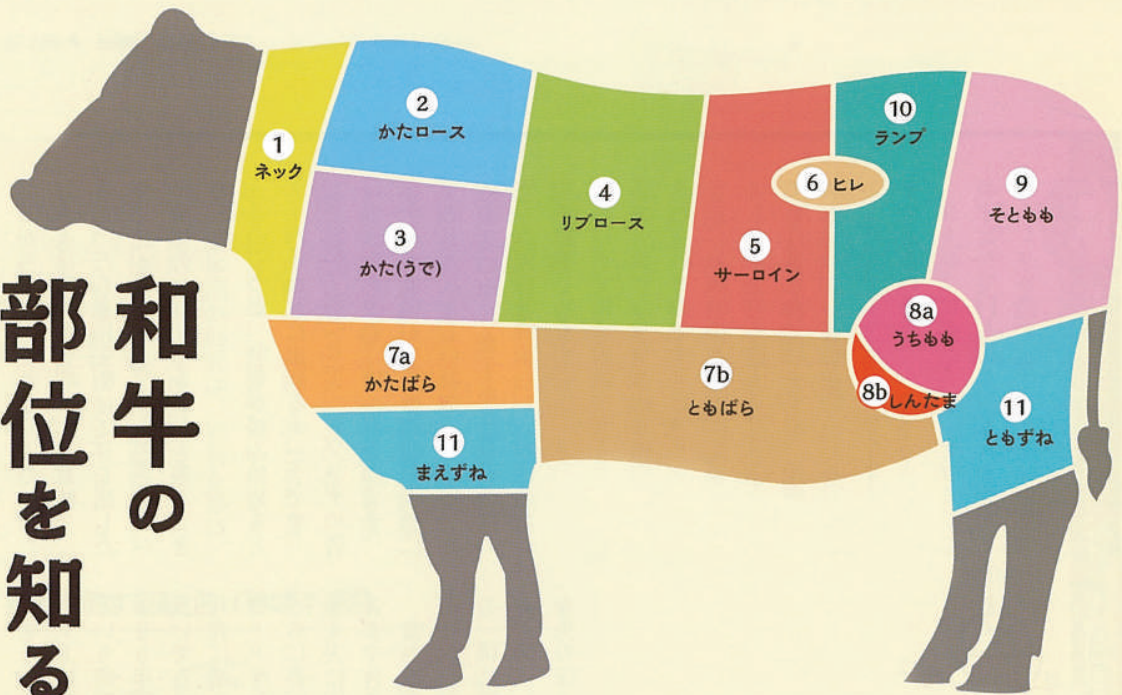 和牛の
部位を知る
1
ネック
2
かたロース
3
かた(うで)
4
リブロース
5
サーロイン
6 ヒレ
7a
かたばら
7b
ともばら
8a
うちもも
8b しんたま
9
そともも
10
ランプ
11
まえずね
11
ともずね